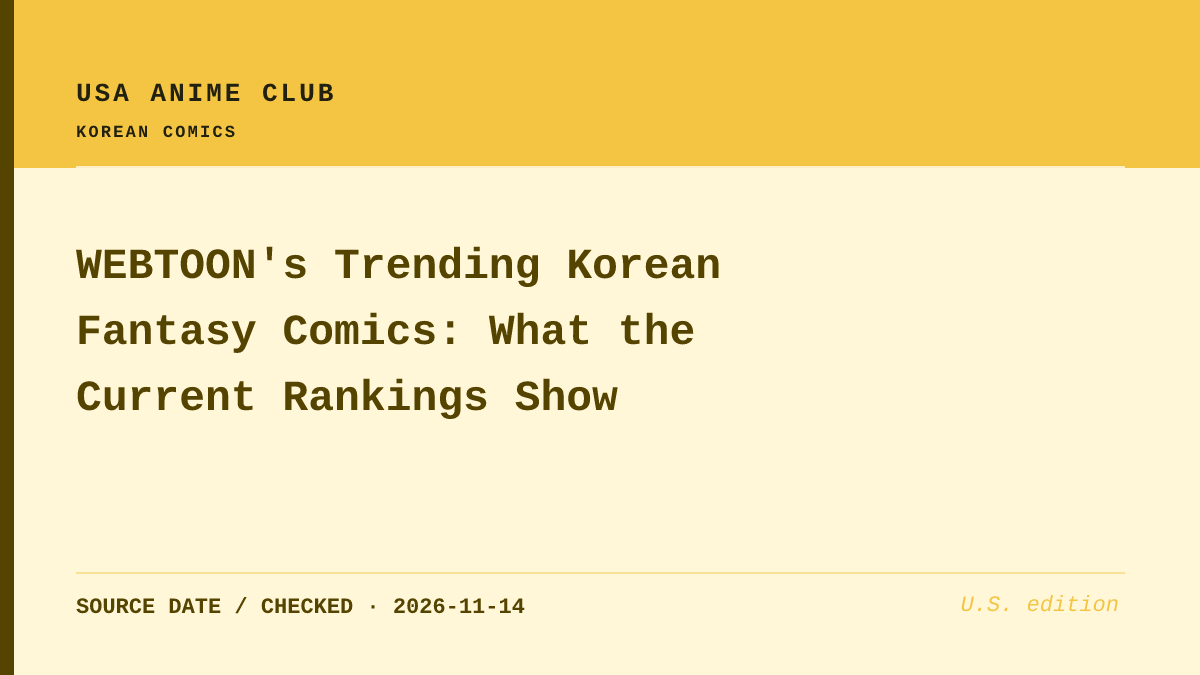 USA ANIME CLUB
KOREAN COMICS
WEBTOON's Trending Korean
Fantasy Comics: What the
Current Rankings Show
SOURCE DATE / CHECKED · 2026-11-14
U.S. edition